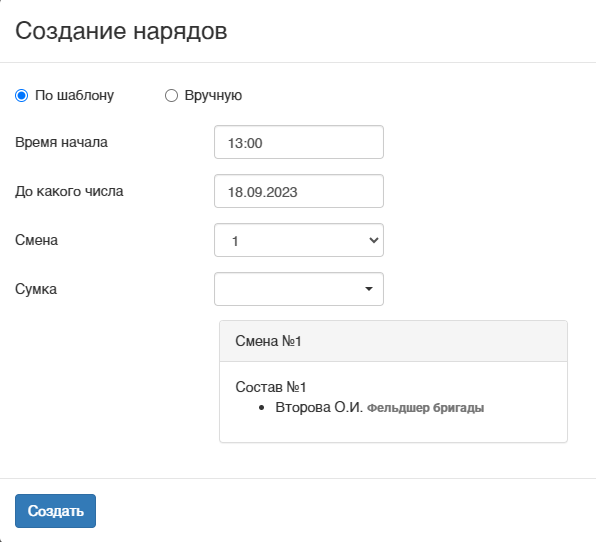 Создание нарядов
По шаблону Вручную
Время начала 13:00
До какого числа 18.09.2023
Смена 1
Сумка
Смена №1
Состав №1
Второва О.И. Фельдшер бригады
Создать